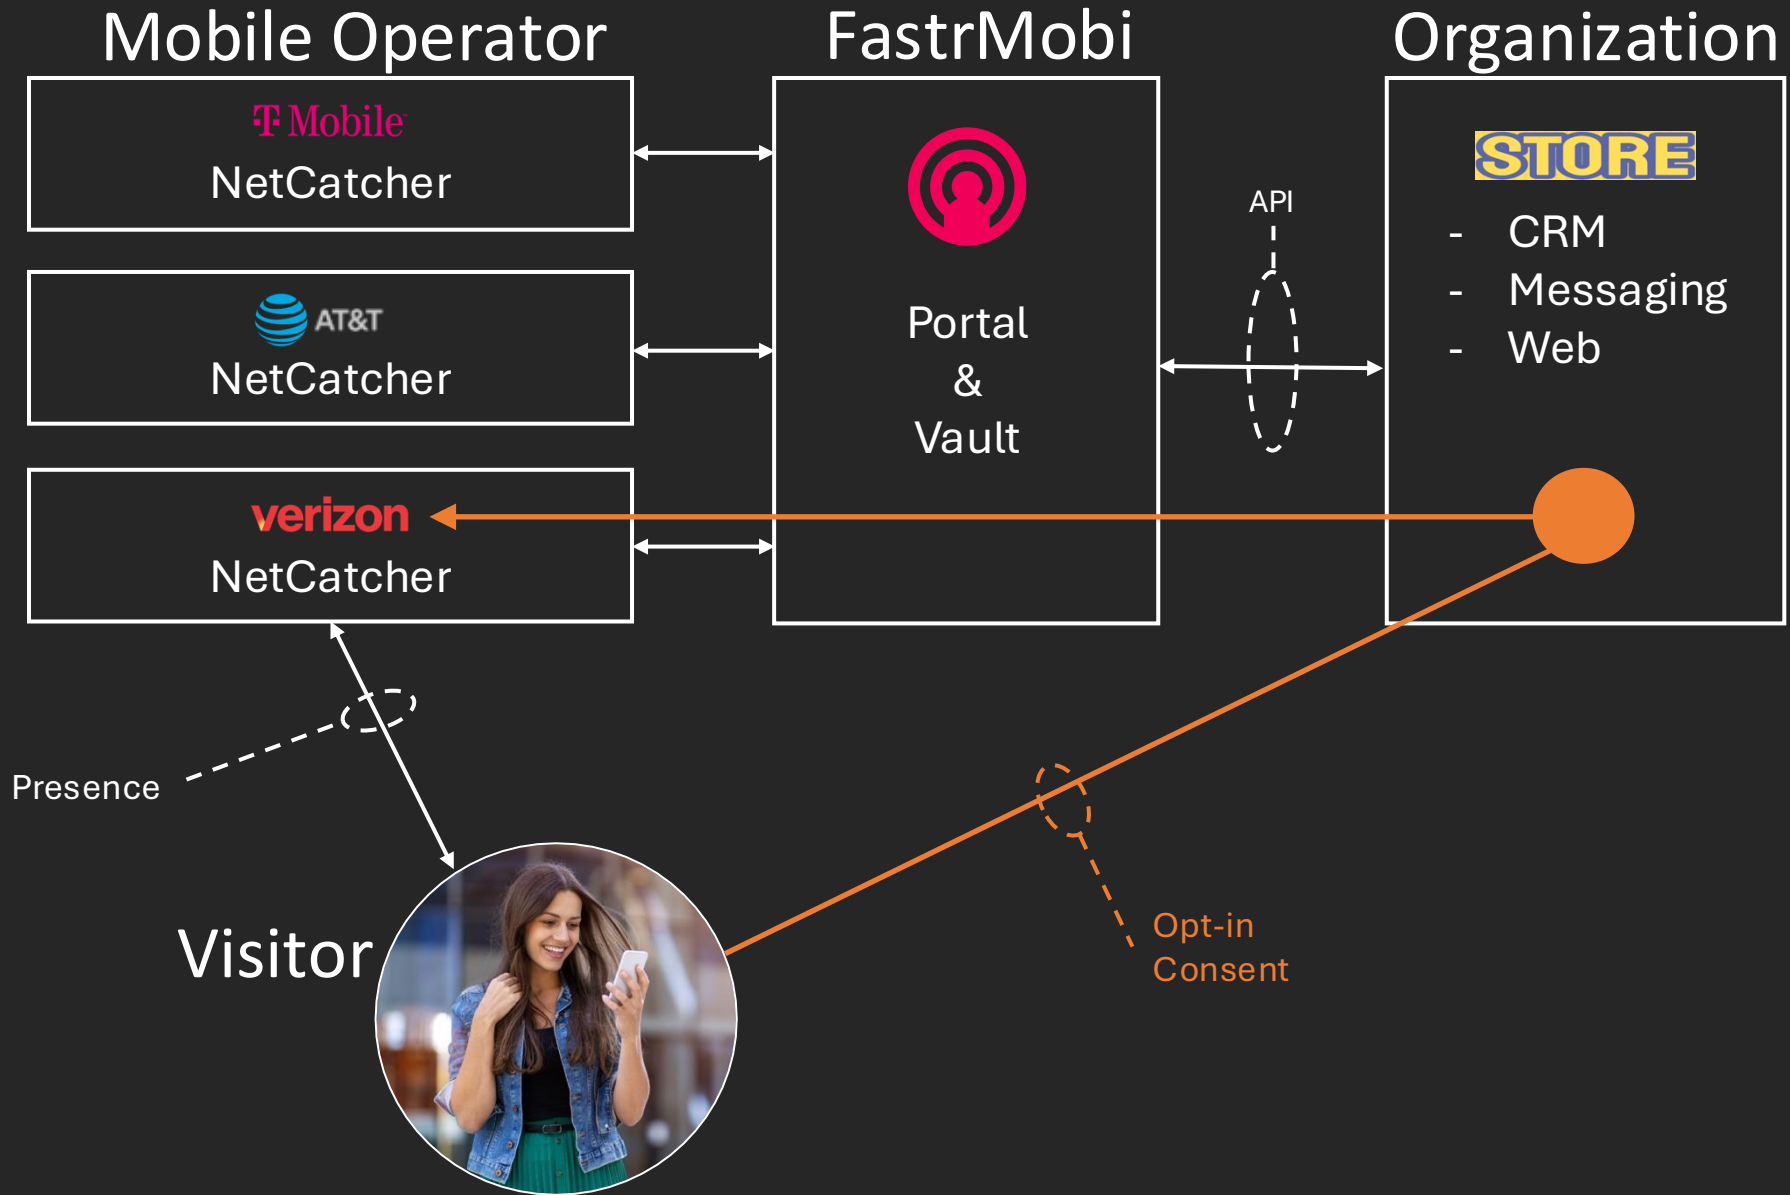 Mobile Operator
FastrMobi
Organization
T Mobile
NetCatcher
AT&T
NetCatcher
verizon
NetCatcher
Portal
&
Vault
API
STORE
- CRM
- Messaging
- Web
Presence
Visitor
Opt-in
Consent